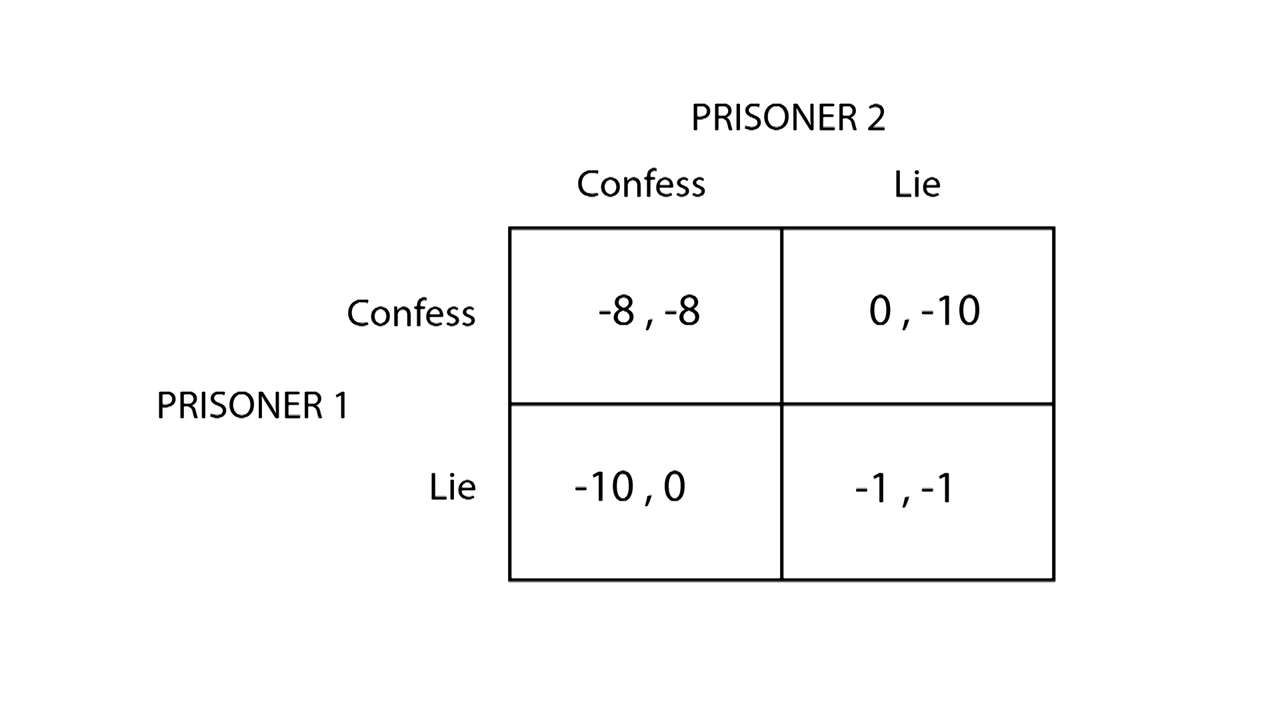 PRISONER 2
Confess Lie
Confess -8 , -8 0 , -10
PRISONER 1
Lie -10 , 0 -1 , -1